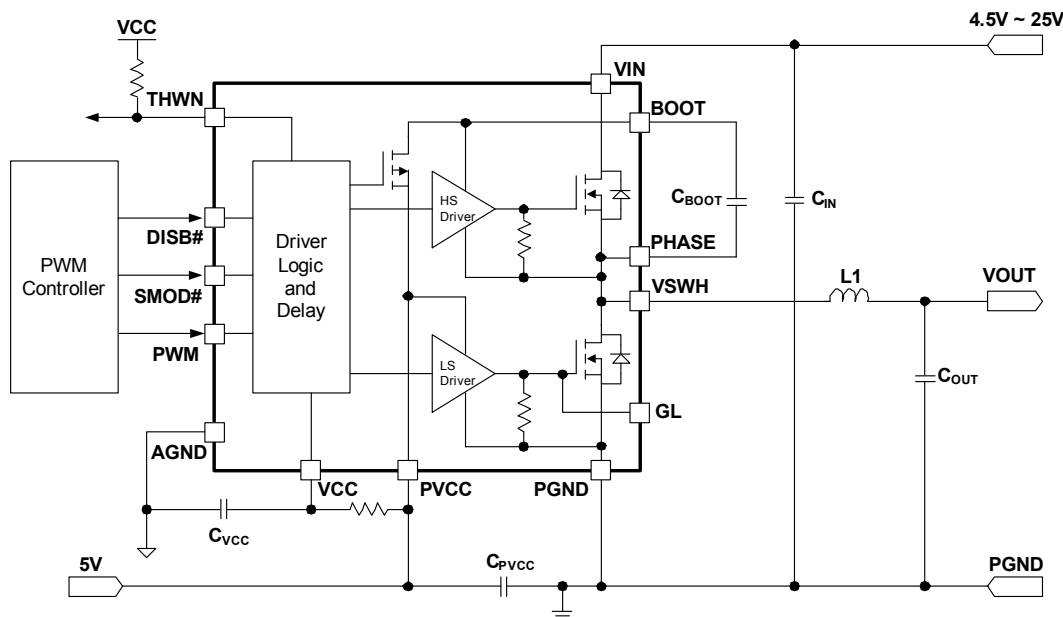 VCC
4.5V ~ 25V
THWN
VIN
BOOT
HS
Driver
CBOOT
CIN
PWM
Controller
DISB#
SMOD#
PWM
Driver
Logic
and
Delay
PHASE
VSWH
L1
VOUT
LS
Driver
COUT
GL
AGND
VCC
PVCC
PGND
CVCC
5V
CPVCC
PGND